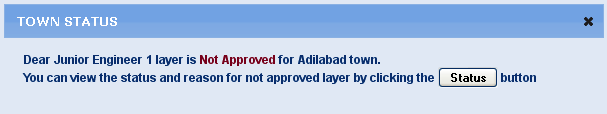 TOWN STATUS
Dear Junior Engineer 1 layer is Not Approved for Adilabad town.
You can view the status and reason for not approved layer by clicking the Status button